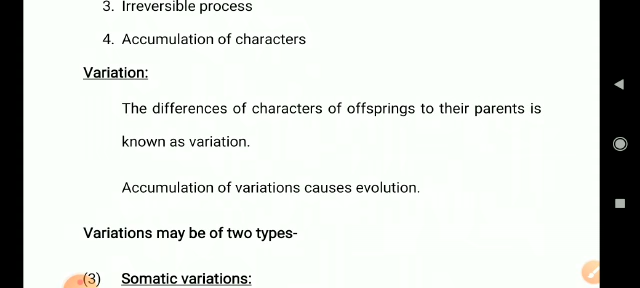 3. Irreversible process
4. Accumulation of characters
Variation:
The differences of characters of offsprings to their parents is
known as variation.
Accumulation of variations causes evolution.
Variations may be of two types-
(3) Somatic variations: